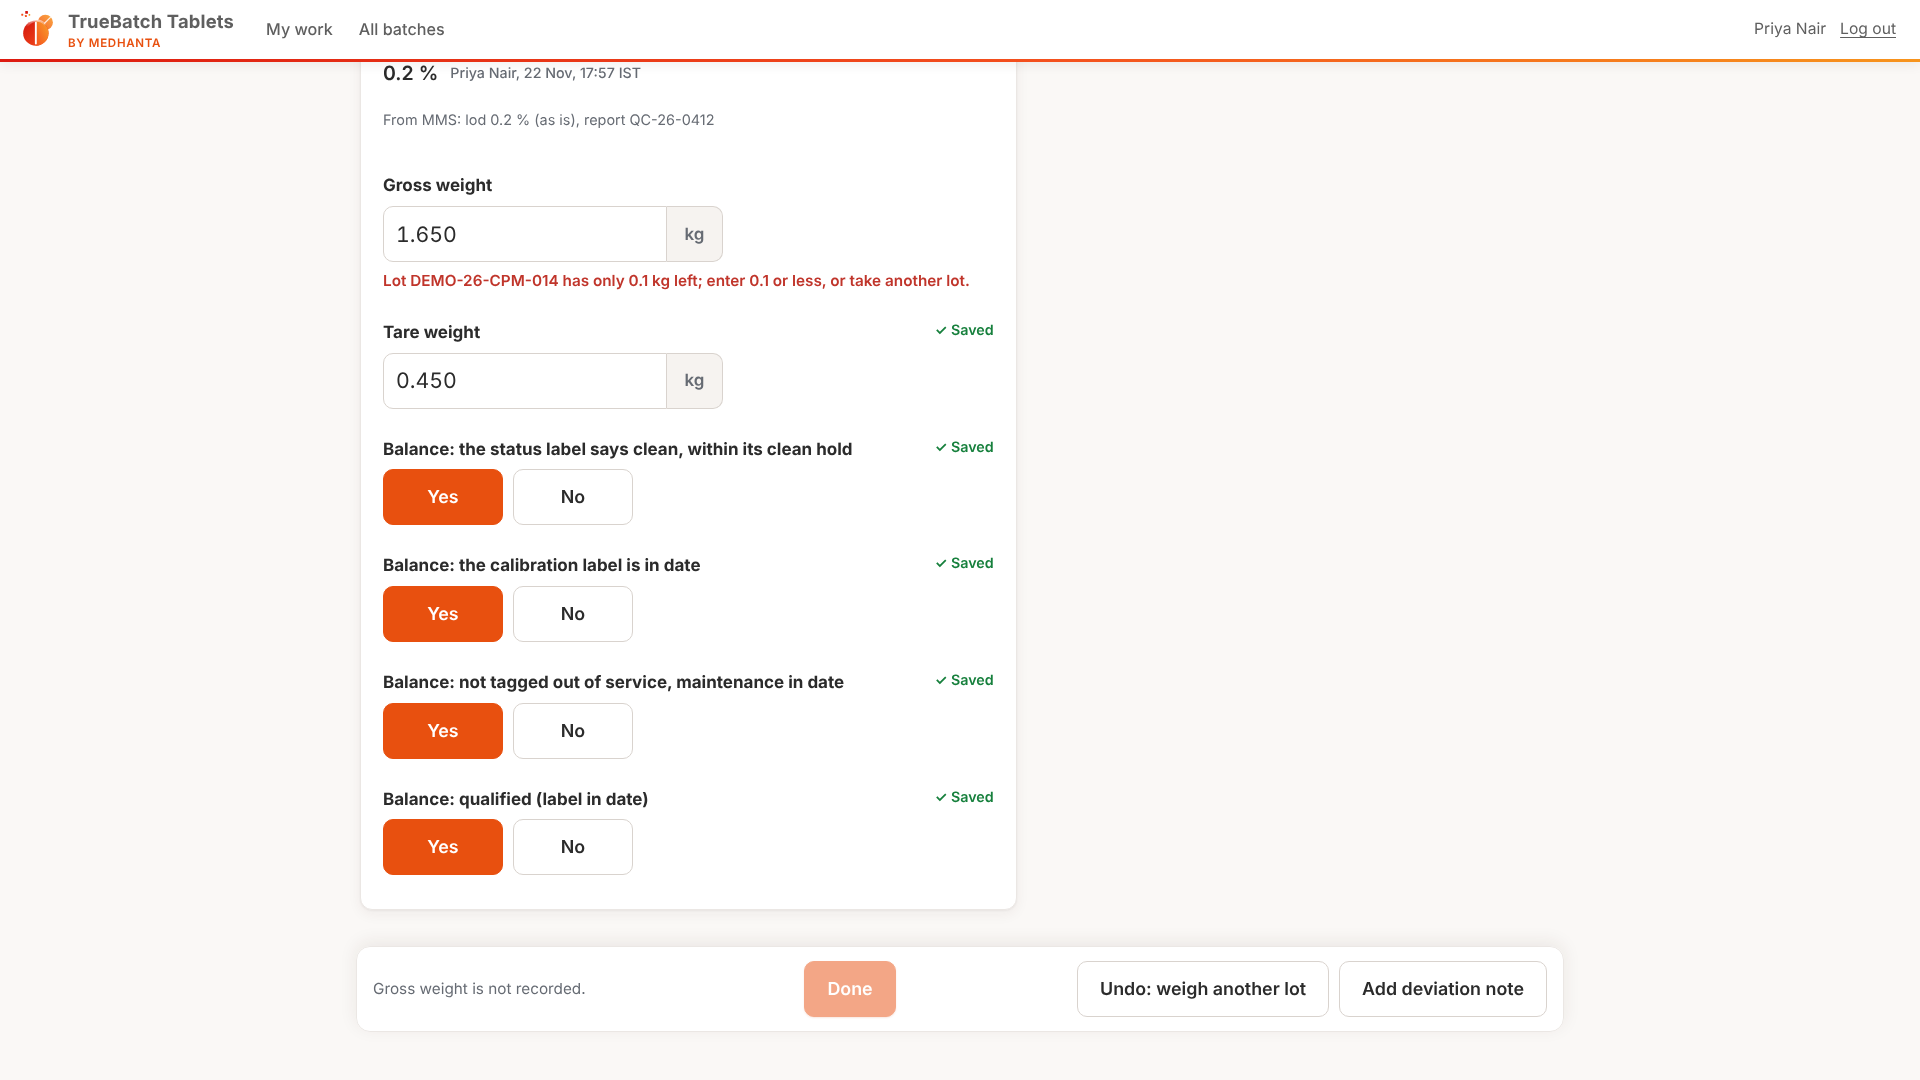 TrueBatch Tablets
BY MEDHANTA
My work
All batches
Priya Nair
Log out
0.2 %
Priya Nair, 22 Nov, 17:57 IST
From MMS: lod 0.2 % (as is), report QC-26-0412
Gross weight
1.650
kg
Lot DEMO-26-CPM-014 has only 0.1 kg left; enter 0.1 or less, or take another lot.
Tare weight
✓ Saved
0.450
kg
Balance: the status label says clean, within its clean hold
✓ Saved
Yes
No
Balance: the calibration label is in date
✓ Saved
Yes
No
Balance: not tagged out of service, maintenance in date
✓ Saved
Yes
No
Balance: qualified (label in date)
✓ Saved
Yes
No
Gross weight is not recorded.
Done
Undo: weigh another lot
Add deviation note